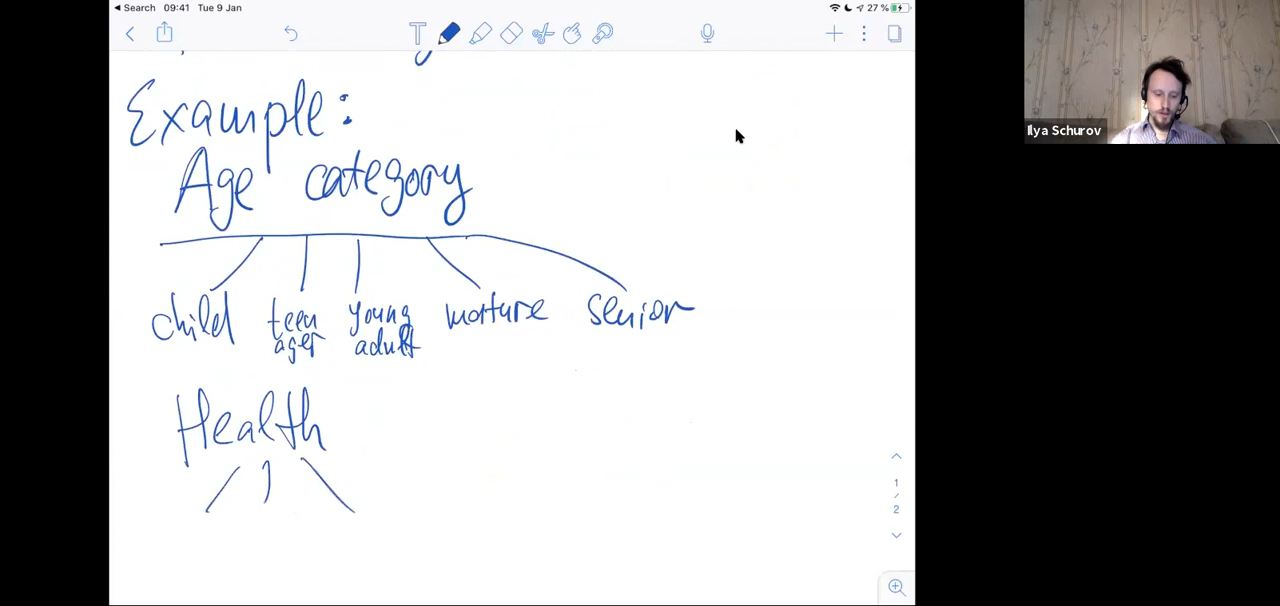 Search 09:41 Tue 9 Jan 27 %
T
Example:
Age category
child teen ager young adult mature senior
Health
1
/
2
Ilya Schurov